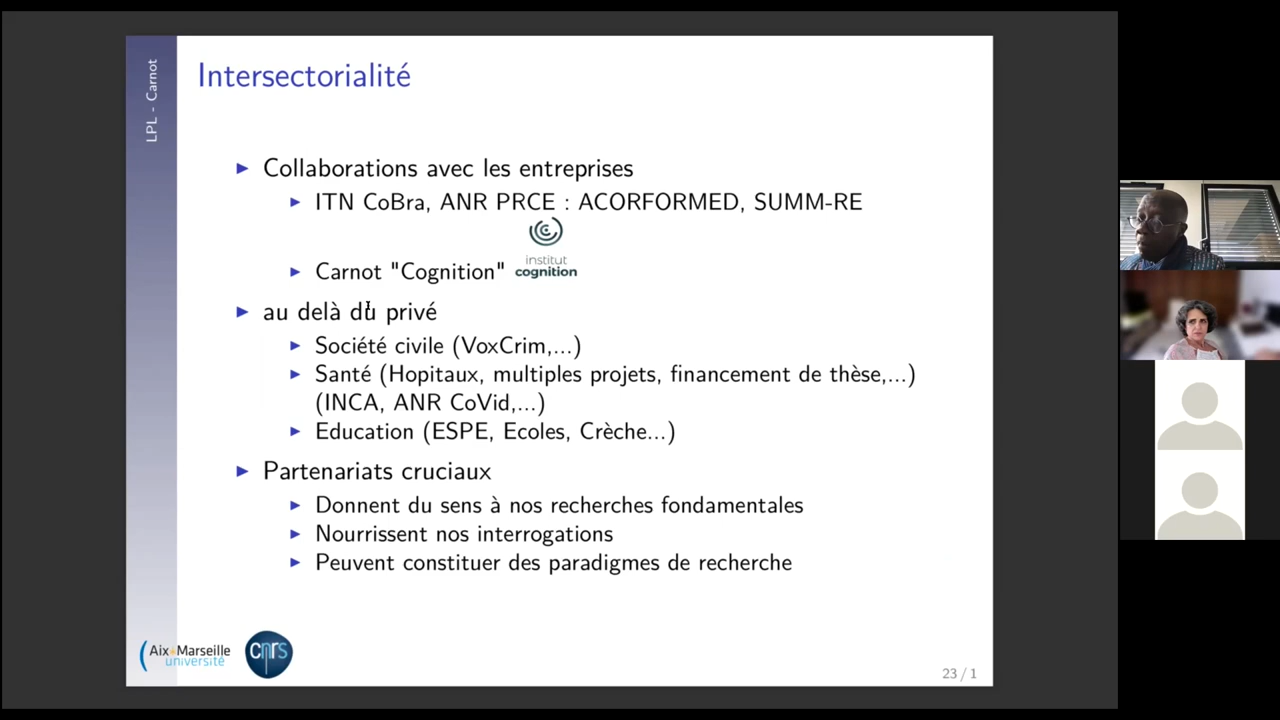 LPL - Carnot
Intersectorialité
Collaborations avec les entreprises
ITN CoBra, ANR PRCE : ACORFORMED, SUMM-RE
institut
cognition
Carnot "Cognition"
au delà du privé
Société civile (VoxCrim,...)
Santé (Hopitaux, multiples projets, financement de thèse,...)
(INCA, ANR CoVid,...)
Education (ESPE, Ecoles, Crèche...)
Partenariats cruciaux
Donnent du sens à nos recherches fondamentales
Nourrissent nos interrogations
Peuvent constituer des paradigmes de recherche
Aix*Marseille
université
cnrs
23 / 1